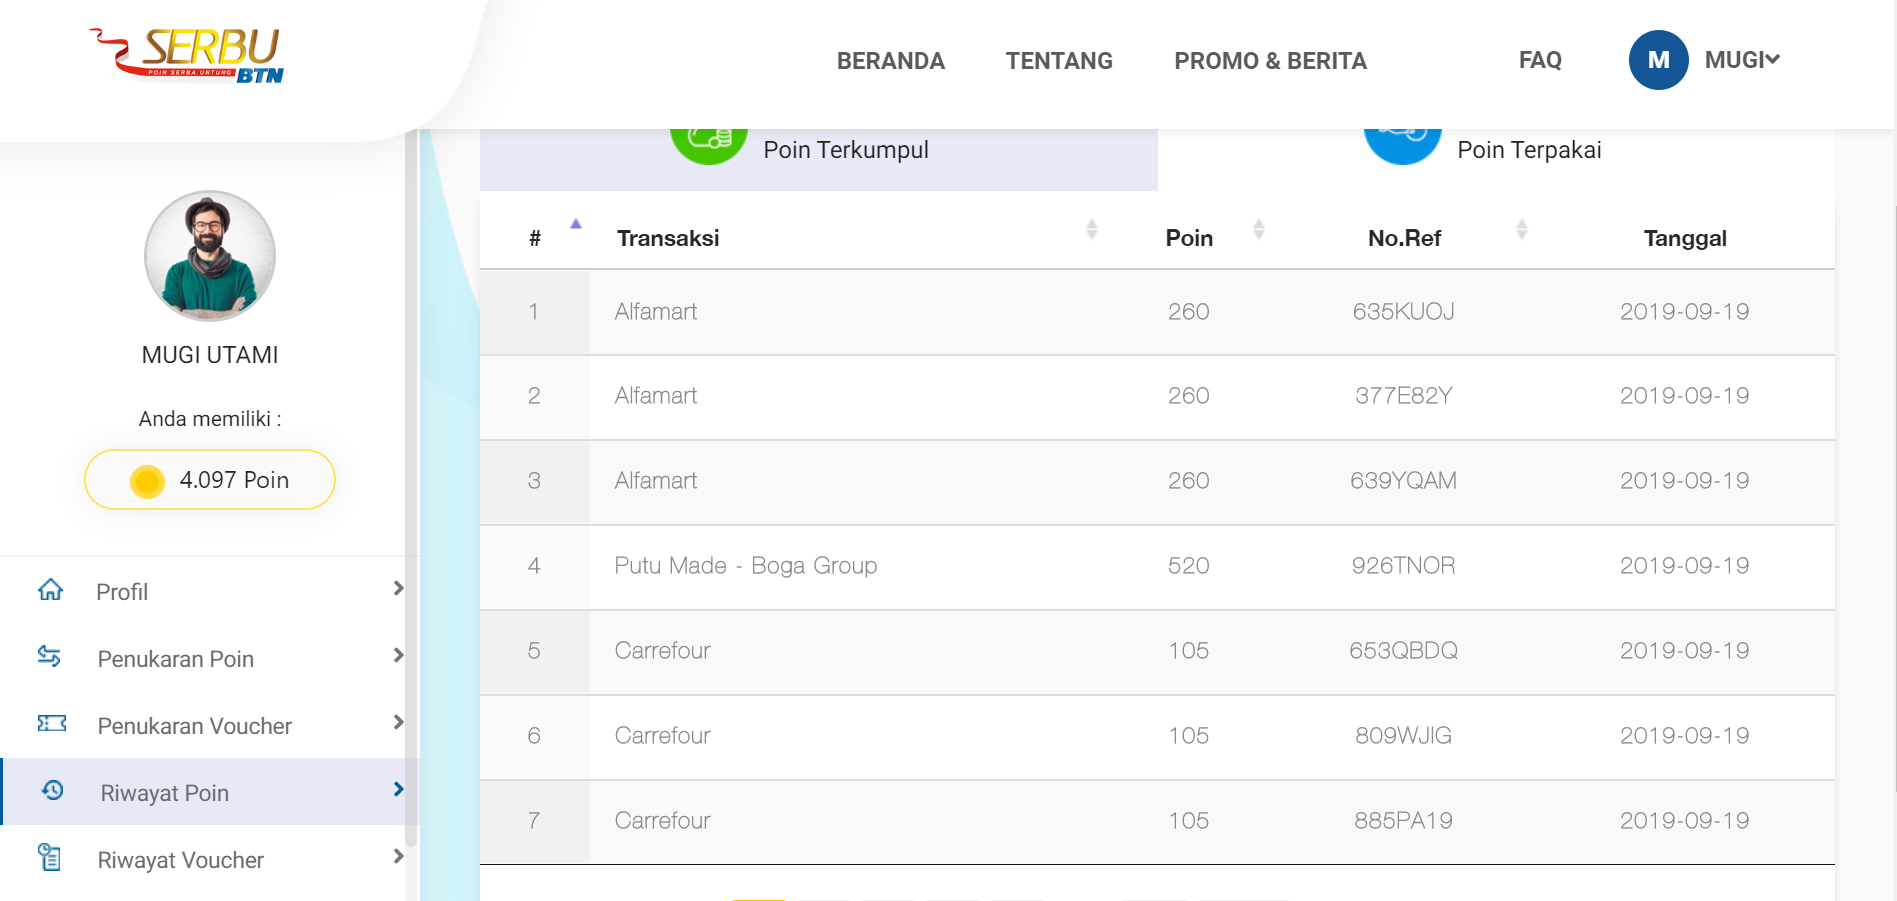 SERBU
POIN SERBA UNTUNG BTN
BERANDA TENTANG PROMO & BERITA FAQ M MUGI
MUGI UTAMI
Anda memiliki :
4.097 Poin
Profil
Penukaran Poin
Penukaran Voucher
Riwayat Poin
Riwayat Voucher
Poin Terkumpul Poin Terpakai
# Transaksi Poin No.Ref Tanggal
1 Alfamart 260 635KUOJ 2019-09-19
2 Alfamart 260 377E82Y 2019-09-19
3 Alfamart 260 639YQAM 2019-09-19
4 Putu Made - Boga Group 520 926TNOR 2019-09-19
5 Carrefour 105 653QBDQ 2019-09-19
6 Carrefour 105 809WJIG 2019-09-19
7 Carrefour 105 885PA19 2019-09-19